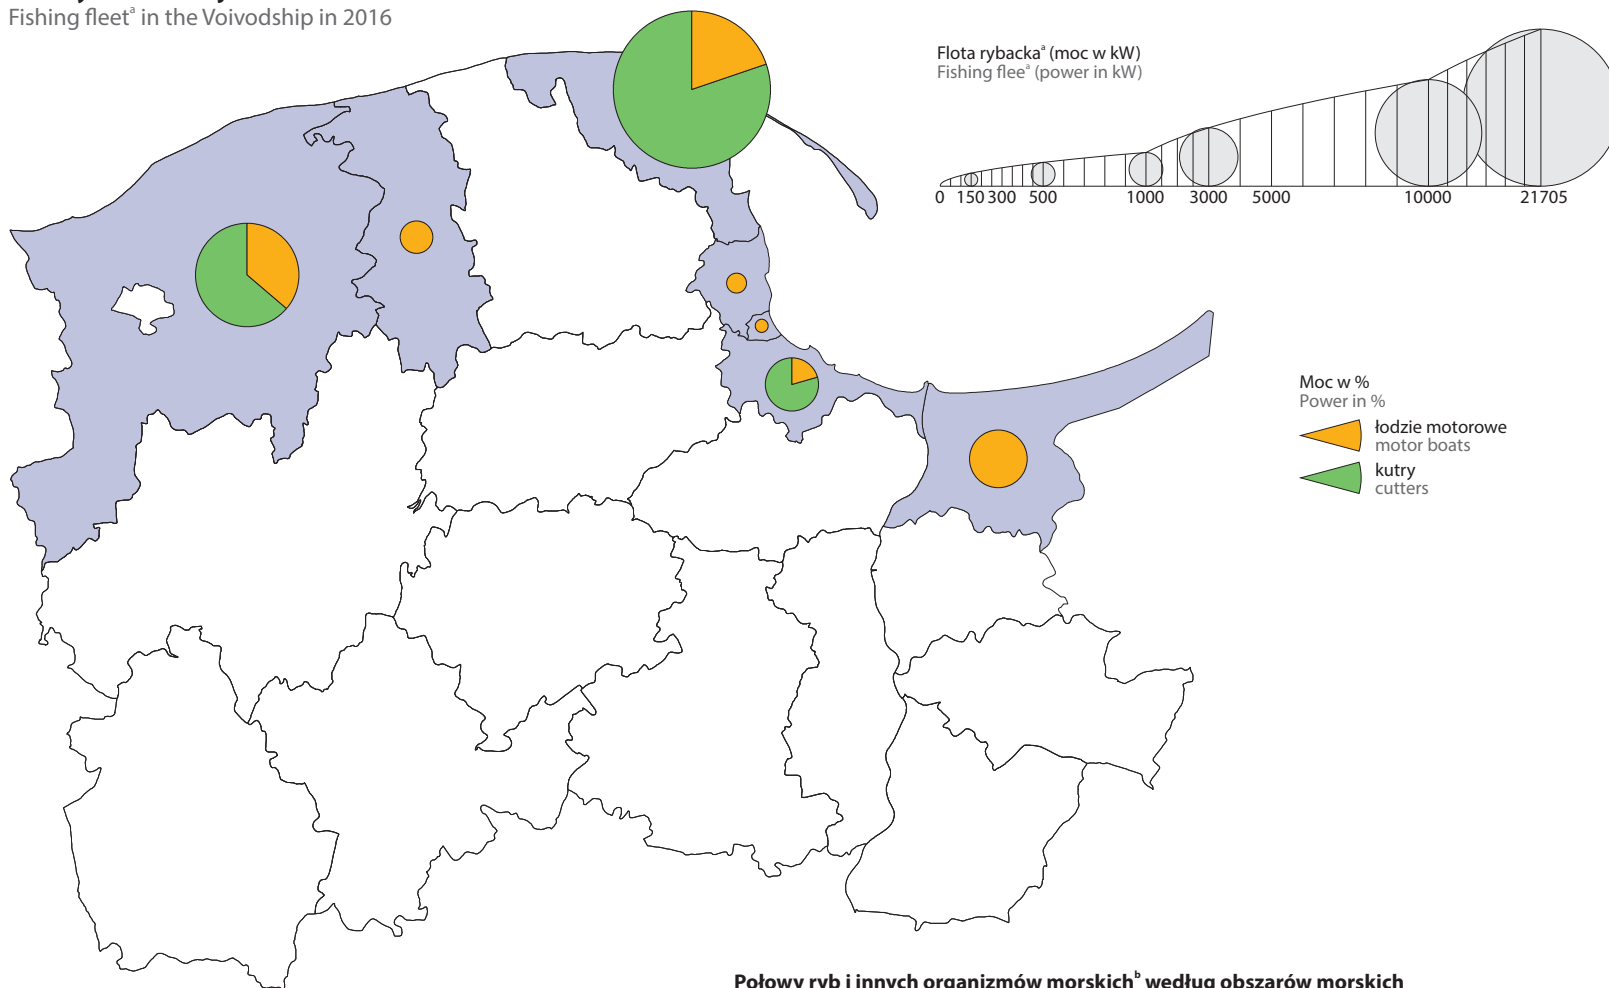 Fishing fleetᵃ in the Voivodship in 2016
Flota rybackaᵃ (moc w kW)
Fishing fleeᵃ (power in kW)
0 150 300 500 1000 3000 5000 10000 21705
Moc w %
Power in %
łodzie motorowe
motor boats
kutry
cutters
Połowy ryb i innych organizmów morskichᵇ według obszarów morskich